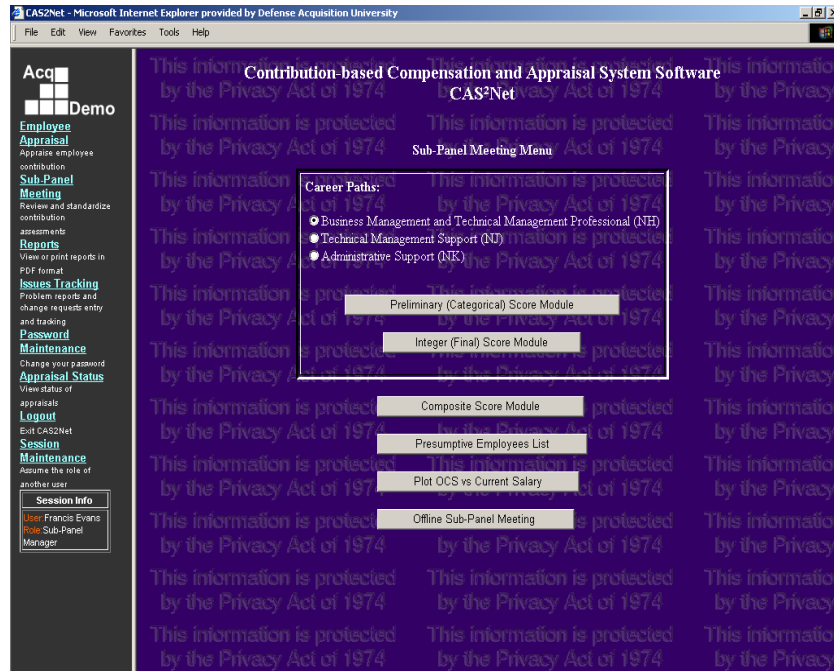 CAS2Net - Microsoft Internet Explorer provided by Defense Acquisition University
File Edit View Favorites Tools Help
Acq
Demo
Employee
Appraisal
Appraise employee
contribution
Sub-Panel
Meeting
Review and standardize
contribution
assessments
Reports
View or print reports in
PDF format
Issues Tracking
Problem reports and
change requests entry
and tracking
Password
Maintenance
Change your password
Appraisal Status
View status of
appraisals
Logout
Exit CAS2Net
Session
Maintenance
Assume the role of
another user
Session Info
User:Francis Evans
Role:Sub-Panel
Manager
Contribution-based Compensation and Appraisal System Software
CAS²Net
Sub-Panel Meeting Menu
Career Paths:
Business Management and Technical Management Professional (NH)
Technical Management Support (NJ)
Administrative Support (NK)
Preliminary (Categorical) Score Module
Integer (Final) Score Module
Composite Score Module
Presumptive Employees List
Plot OCS vs Current Salary
Offline Sub-Panel Meeting
This information is protected
by the Privacy Act of 1974